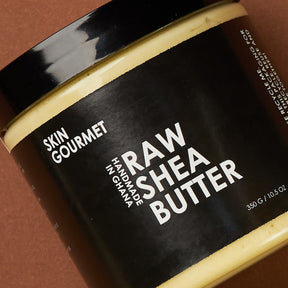 SKIN
GOURMET
HANDMADE
IN GHANA
RAW
SHEA
BUTTER
350 G / 10.5 OZ